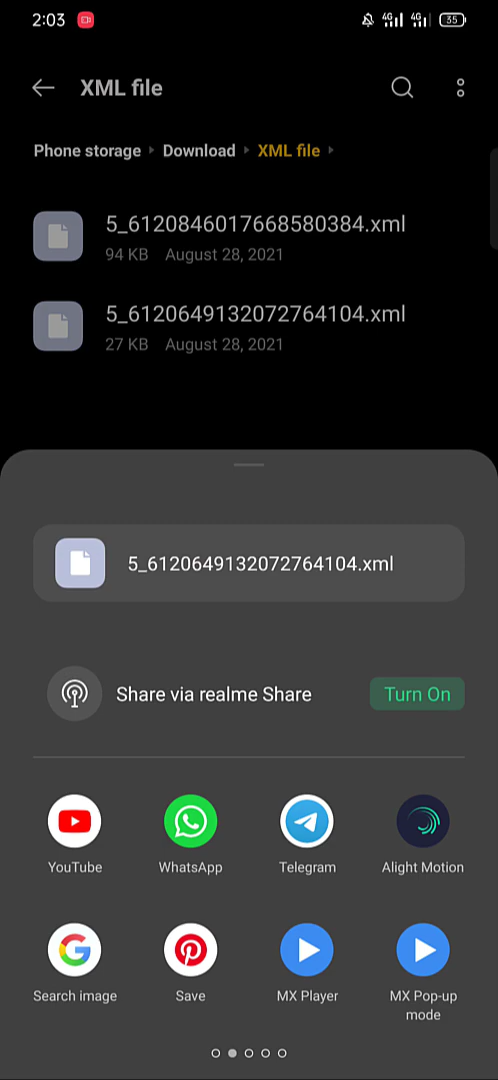 2:03
4G 4G 35
XML file
Phone storage Download XML file
5_6120846017668580384.xml
94 KB August 28, 2021
5_6120649132072764104.xml
27 KB August 28, 2021
5_6120649132072764104.xml
Share via realme Share Turn On
YouTube WhatsApp Telegram Alight Motion
Search image Save MX Player MX Pop-up
mode